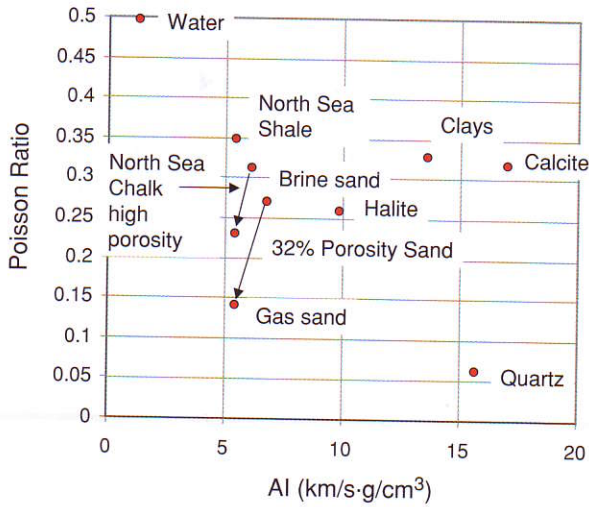 0.5
0.45
0.4
0.35
0.3
0.25
0.2
0.15
0.1
0.05
0
Poisson Ratio
Water
North Sea
Shale
Clays
Calcite
North Sea
Chalk
high
porosity
Brine sand
Halite
32% Porosity Sand
Gas sand
Quartz
0
5
10
15
20
AI (km/s·g/cm³)